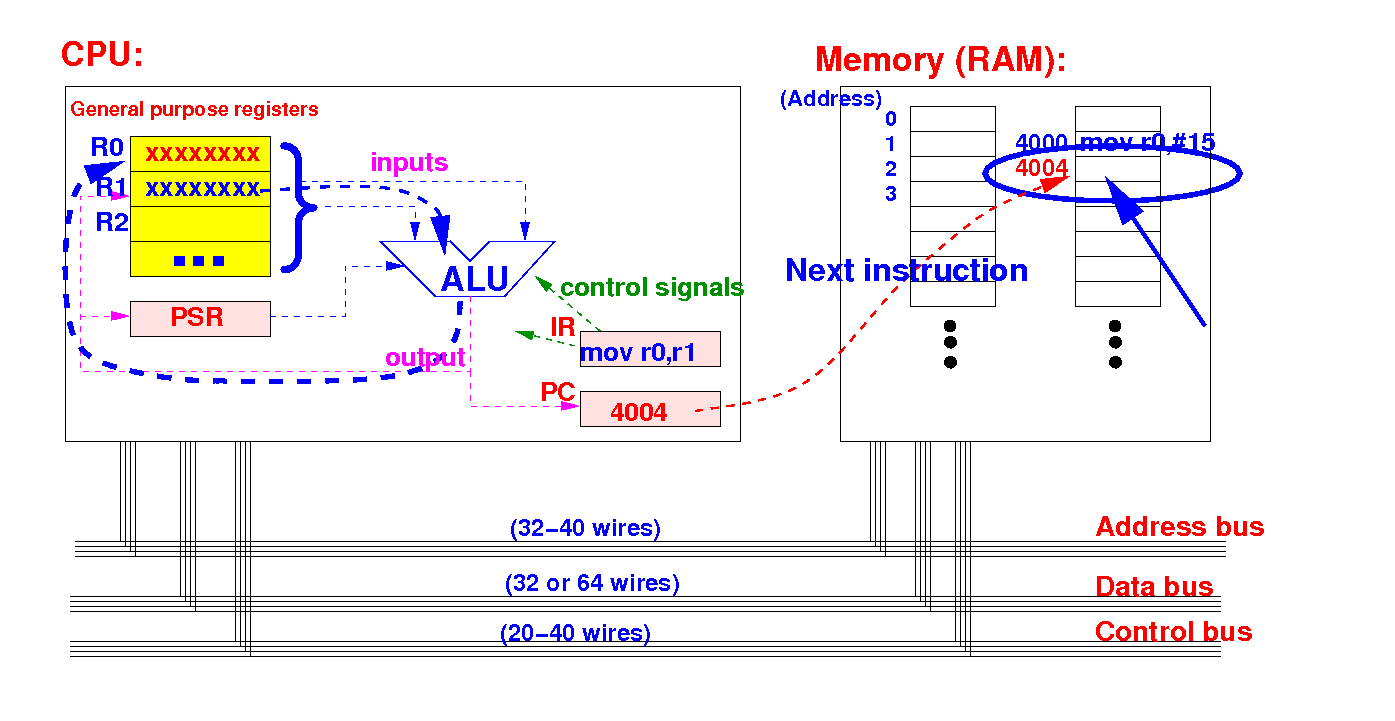 CPU:
Memory (RAM):
General purpose registers
(Address)
R0 xxxxxxxx
R1 xxxxxxxx
R2
inputs
0
1
2
3
4000 mov r0,#15
4004
ALU
Next instruction
control signals
PSR
IR
mov r0,r1
output
PC
4004
(32-40 wires)
Address bus
(32 or 64 wires)
Data bus
(20-40 wires)
Control bus